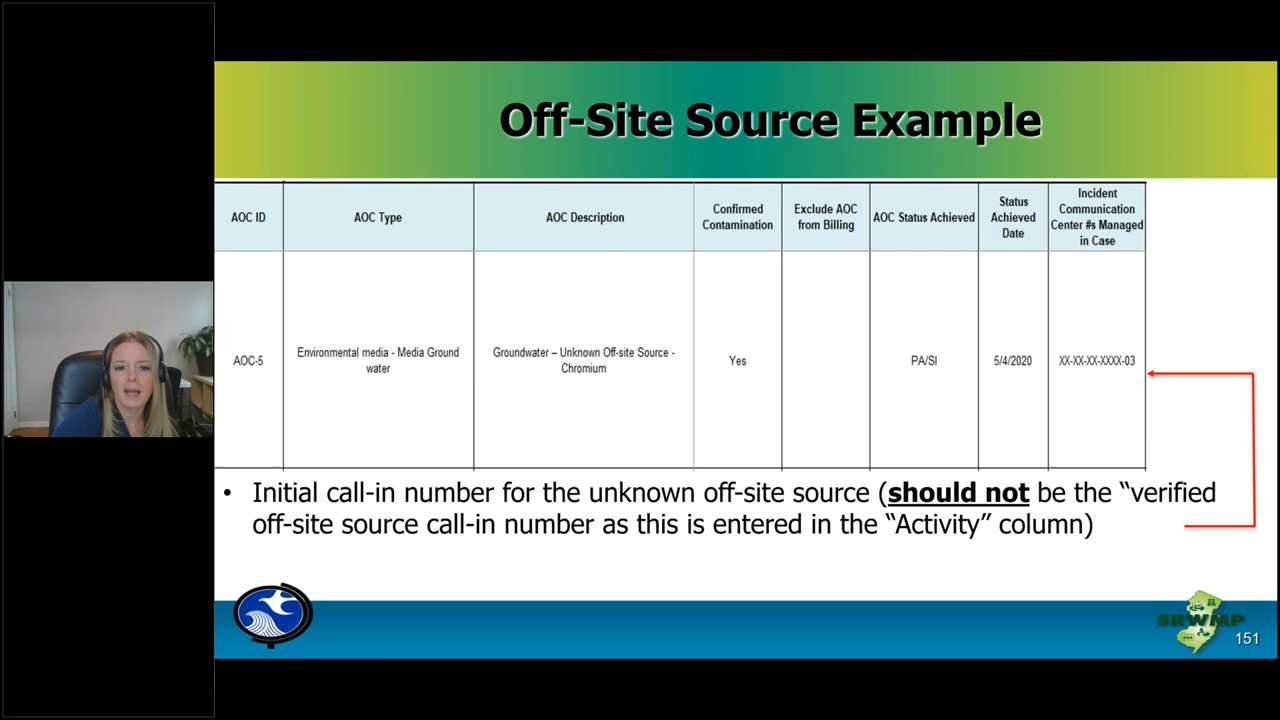 Off-Site Source Example
AOC ID
AOC Type
AOC Description
Confirmed
Contamination
Exclude AOC
from Billing
AOC Status Achieved
Status
Achieved
Date
Incident
Communication
Center #s Managed
in Case
AOC-5
Environmental media - Media Ground
water
Groundwater – Unknown Off-site Source -
Chromium
Yes
PA/SI
5/4/2020
XX-XX-XX-XXXX-03
• Initial call-in number for the unknown off-site source (should not be the “verified
off-site source call-in number as this is entered in the “Activity” column)
SRWMP
151